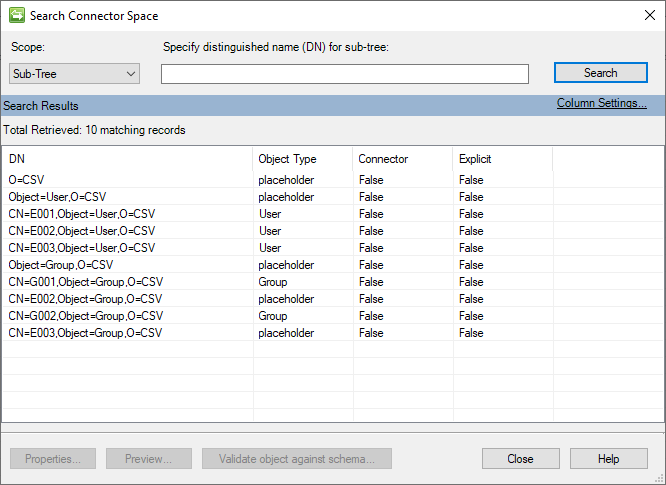 Search Connector Space
Scope: Specify distinguished name (DN) for sub-tree:
Sub-Tree Search
Search Results Column Settings...
Total Retrieved: 10 matching records
DN Object Type Connector Explicit
O=CSV placeholder False False
Object=User,O=CSV placeholder False False
CN=E001,Object=User,O=CSV User False False
CN=E002,Object=User,O=CSV User False False
CN=E003,Object=User,O=CSV User False False
Object=Group,O=CSV placeholder False False
CN=G001,Object=Group,O=CSV Group False False
CN=E002,Object=Group,O=CSV placeholder False False
CN=G002,Object=Group,O=CSV Group False False
CN=E003,Object=Group,O=CSV placeholder False False
Properties... Preview... Validate object against schema... Close Help